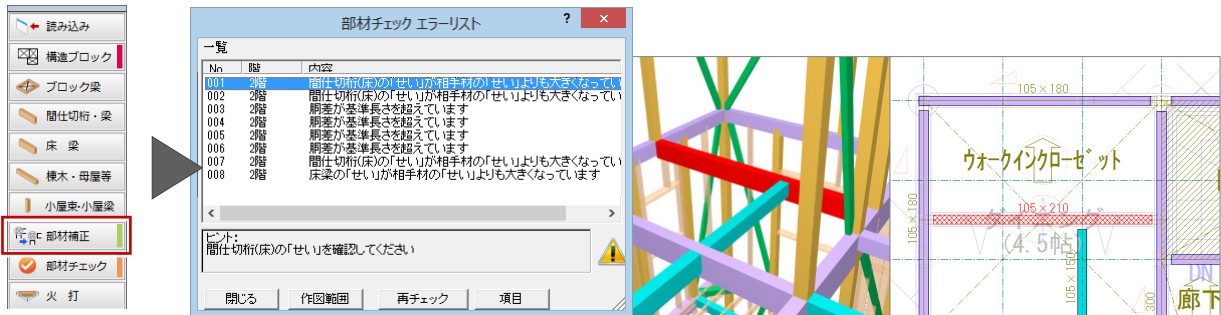 読み込み
構造ブロック
ブロック梁
間仕切桁・梁
床 梁
棟木・母屋等
小屋束・小屋梁
部材補正
部材チェック
火 打
部材チェック エラーリスト
? ×
一覧
No 階 内容
001 2階 間仕切桁(床)の「せい」が相手材の「せい」よりも大きくなってい
002 2階 間仕切桁(床)の「せい」が相手材の「せい」よりも大きくなってい
003 2階 胴差が基準長さを超えています
004 2階 胴差が基準長さを超えています
005 2階 胴差が基準長さを超えています
006 2階 胴差が基準長さを超えています
007 2階 間仕切桁(床)の「せい」が相手材の「せい」よりも大きくなってい
008 2階 床梁の「せい」が相手材の「せい」よりも大きくなっています
ヒント:
間仕切桁(床)の「せい」を確認してください
閉じる 作図範囲 再チェック 項目
105×180
ウォークインクローゼット
105×210
ダイニング
(4.5帖)
105×180
105×150
300
DN
廊下